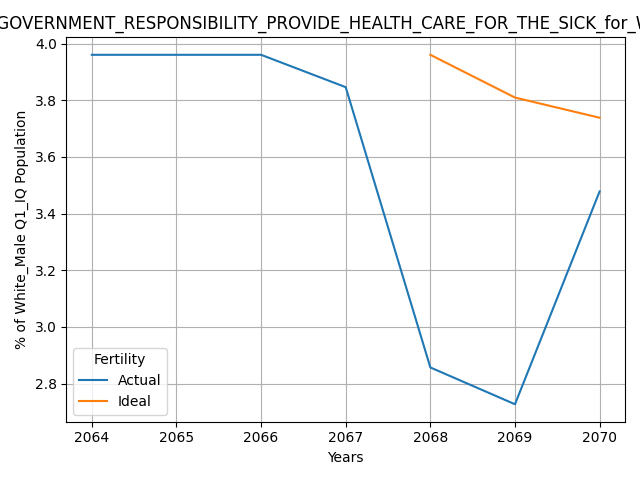 GOVERNMENT_RESPONSIBILITY_PROVIDE_HEALTH_CARE_FOR_THE_SICK_for_W
% of White_Male Q1_IQ Population
4.0
3.8
3.6
3.4
3.2
3.0
2.8
Fertility
Actual
Ideal
2064 2065 2066 2067 2068 2069 2070
Years